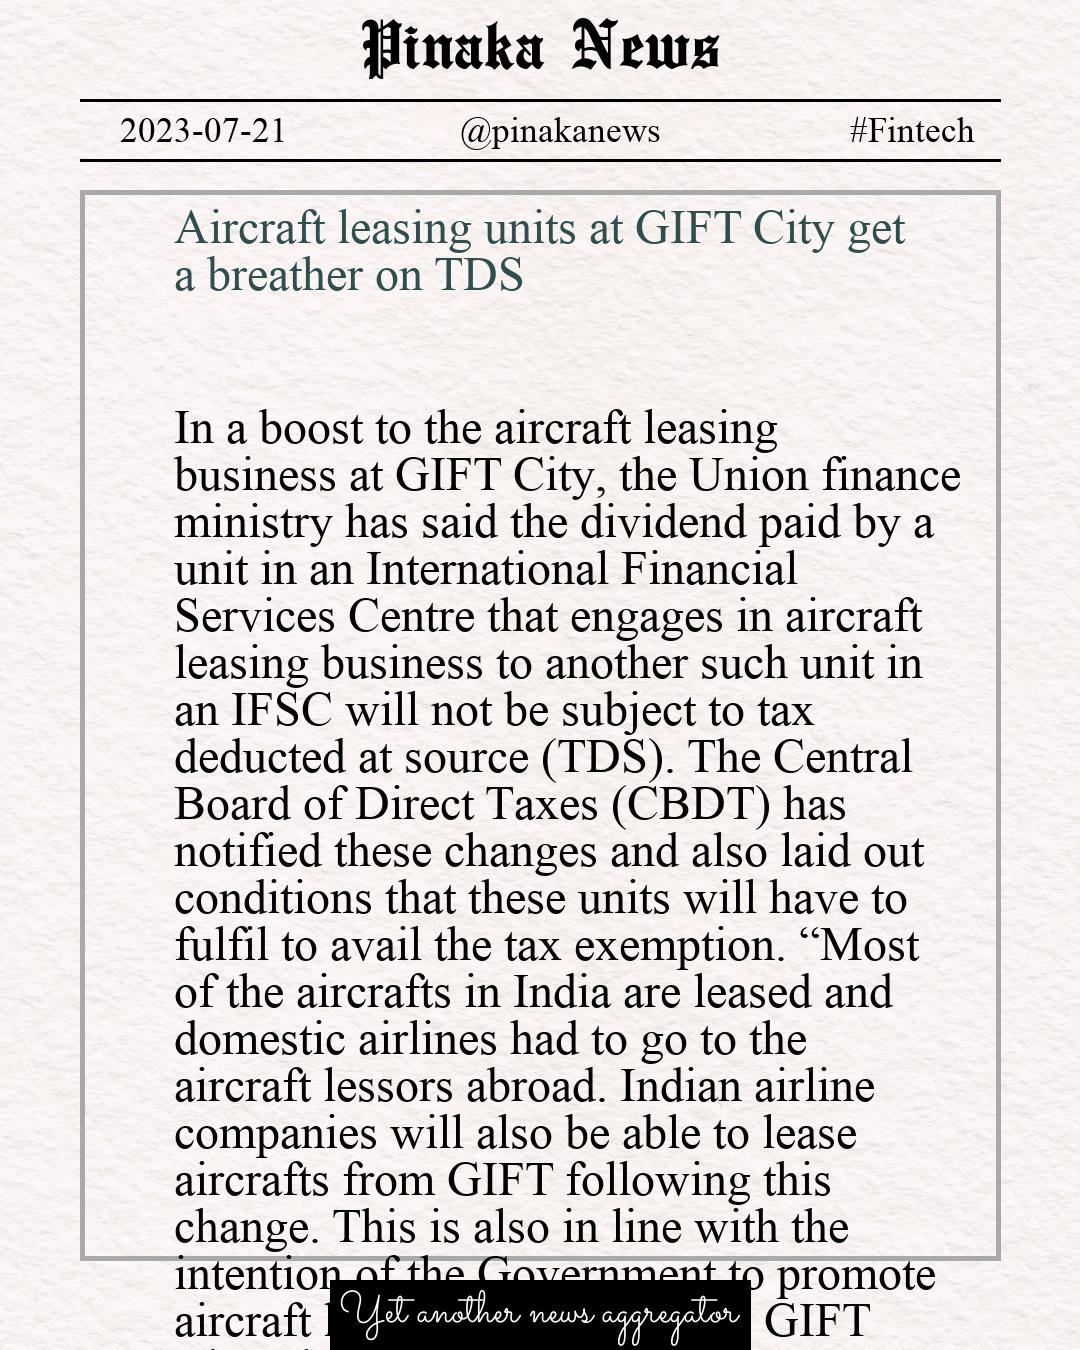 Pinaka News
2023-07-21 @pinakanews #Fintech
Aircraft leasing units at GIFT City get
a breather on TDS
In a boost to the aircraft leasing
business at GIFT City, the Union finance
ministry has said the dividend paid by a
unit in an International Financial
Services Centre that engages in aircraft
leasing business to another such unit in
an IFSC will not be subject to tax
deducted at source (TDS). The Central
Board of Direct Taxes (CBDT) has
notified these changes and also laid out
conditions that these units will have to
fulfil to avail the tax exemption. “Most
of the aircrafts in India are leased and
domestic airlines had to go to the
aircraft lessors abroad. Indian airline
companies will also be able to lease
aircrafts from GIFT following this
change. This is also in line with the
intention of the Government to promote
aircraft GIFT
Yet another news aggregator